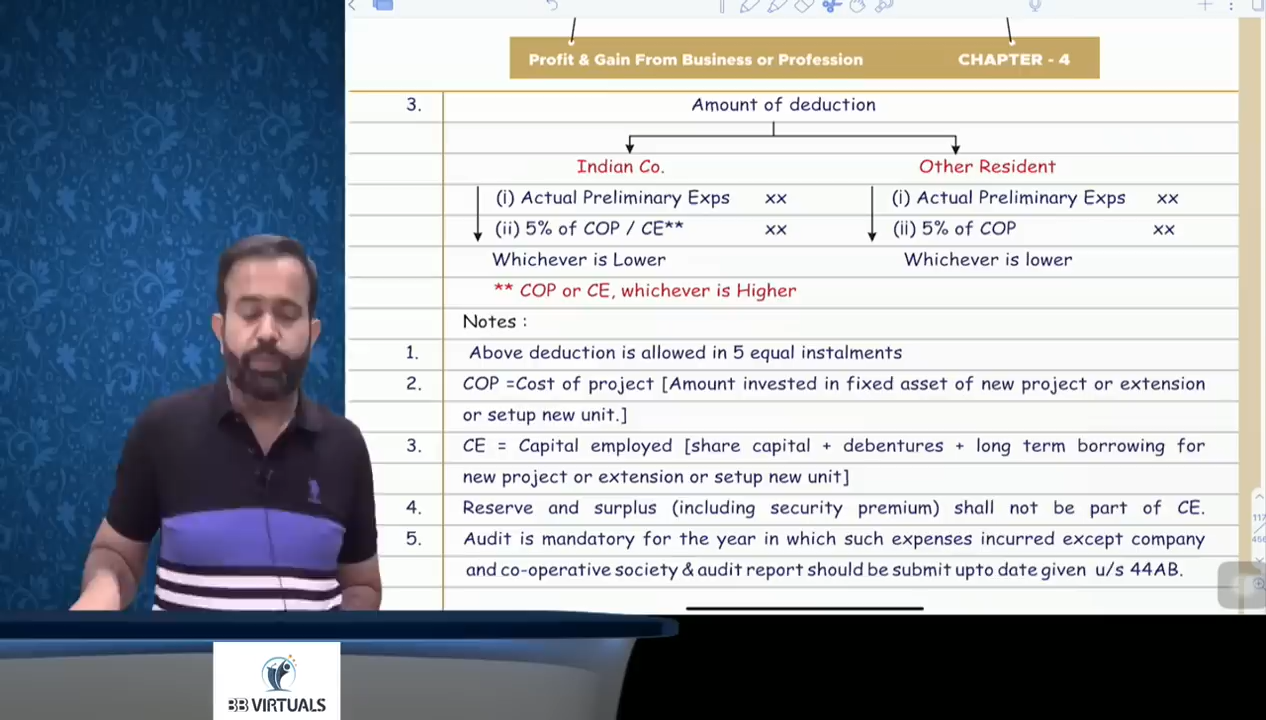 Profit & Gain From Business or Profession CHAPTER - 4
3. Amount of deduction
Indian Co. Other Resident
(i) Actual Preliminary Exps xx (i) Actual Preliminary Exps xx
(ii) 5% of COP / CE** xx (ii) 5% of COP xx
Whichever is Lower Whichever is lower
** COP or CE, whichever is Higher
Notes :
1. Above deduction is allowed in 5 equal instalments
2. COP =Cost of project [Amount invested in fixed asset of new project or extension
or setup new unit.]
3. CE = Capital employed [share capital + debentures + long term borrowing for
new project or extension or setup new unit]
4. Reserve and surplus (including security premium) shall not be part of CE.
5. Audit is mandatory for the year in which such expenses incurred except company
and co-operative society & audit report should be submit upto date given u/s 44AB.
117
456
BB VIRTUALS